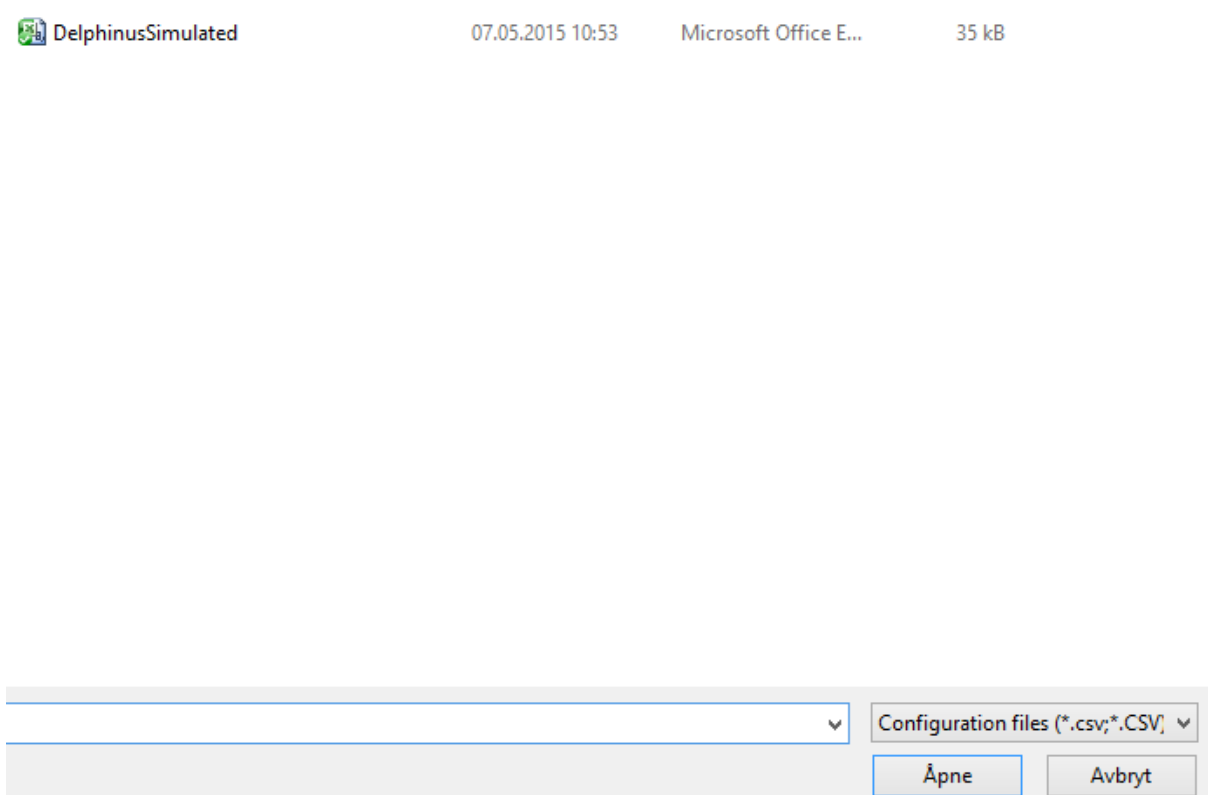 DelphinusSimulated 07.05.2015 10:53 Microsoft Office E... 35 kB
Configuration files (*.csv;*.CSV)
Åpne Avbryt